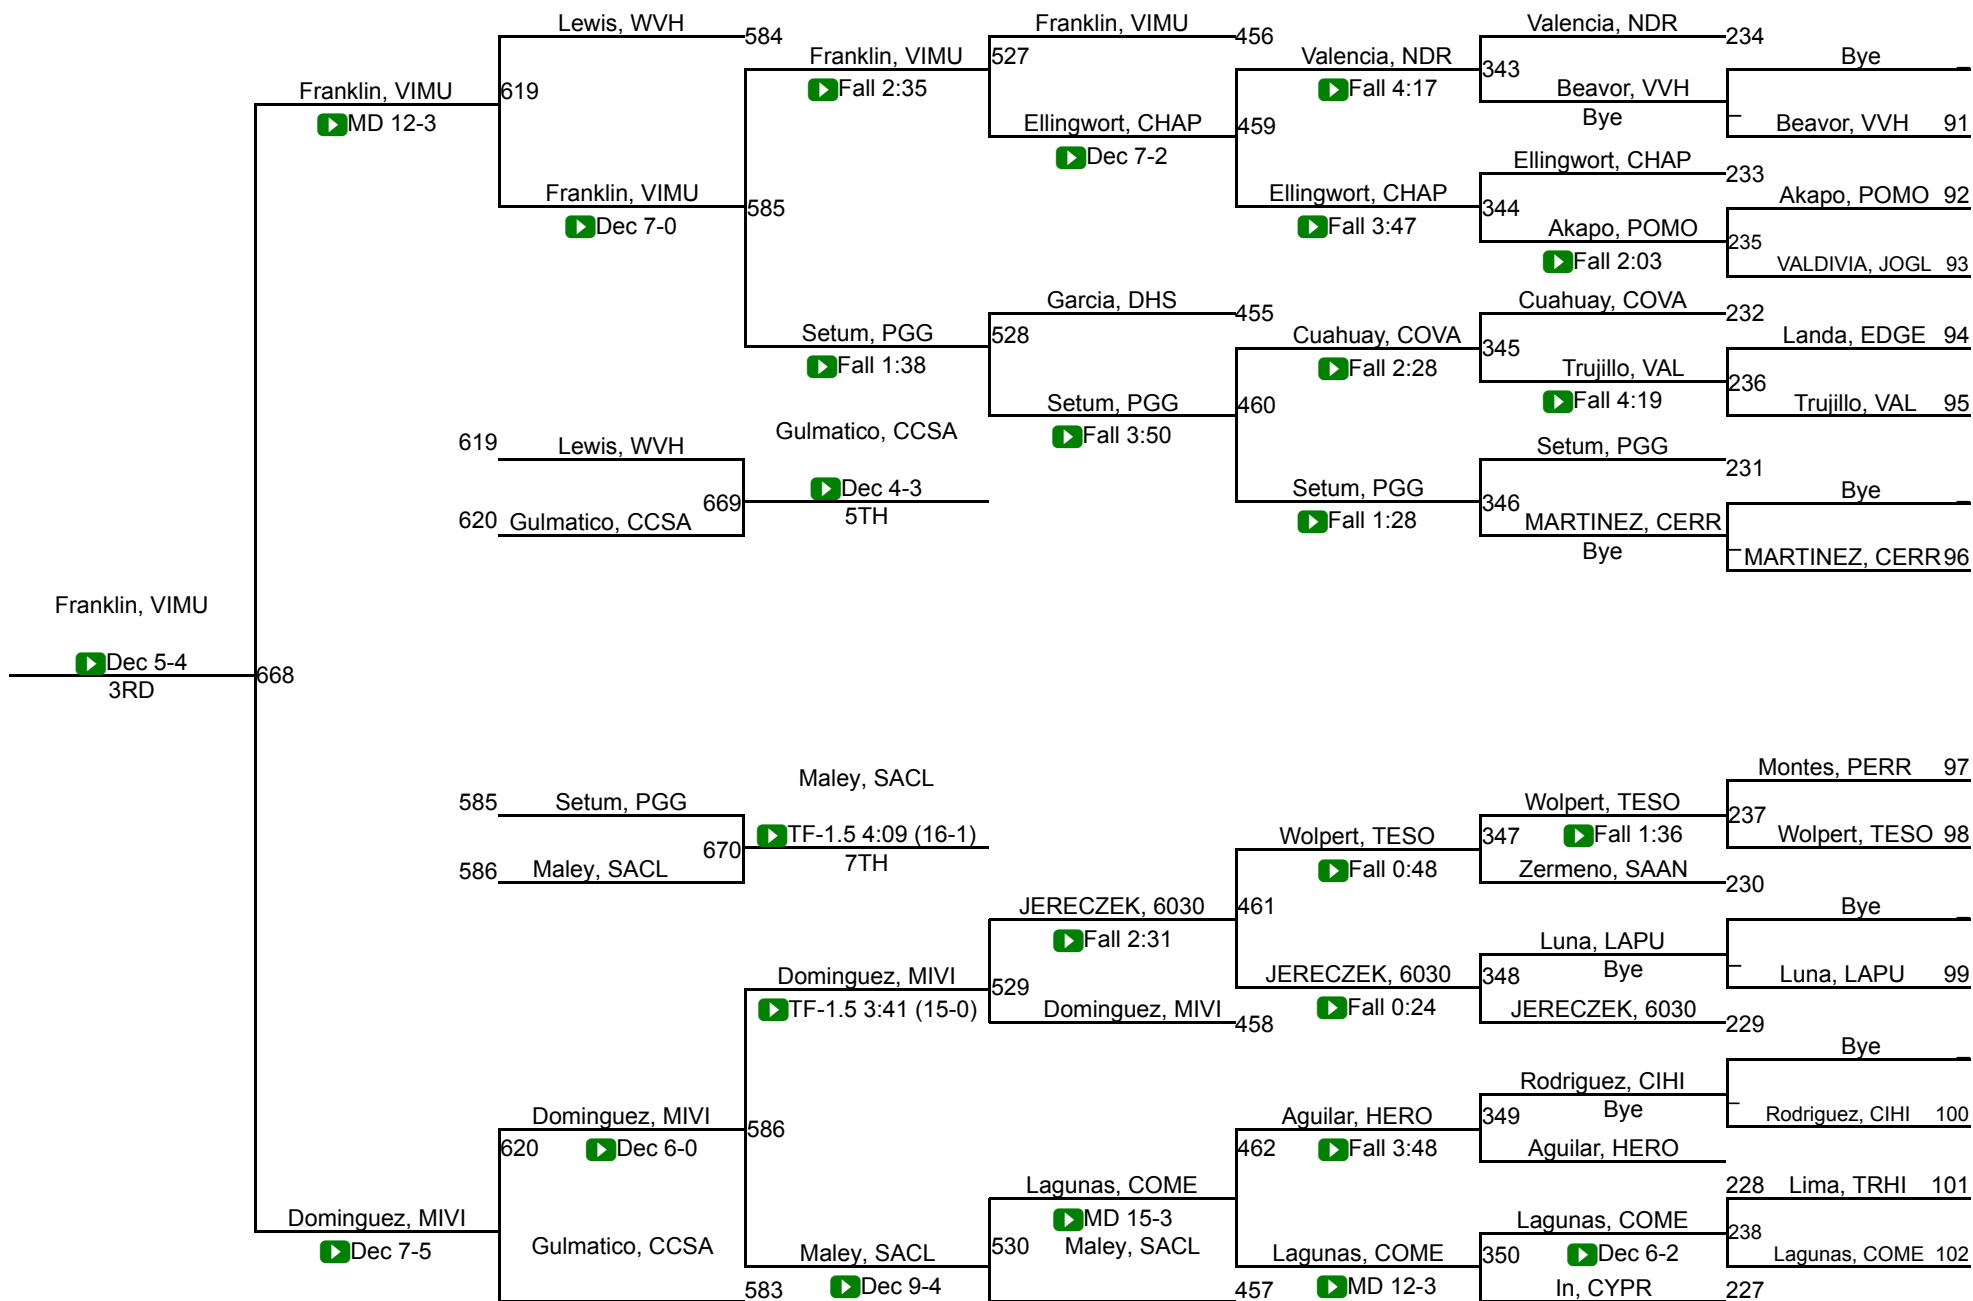 Lewis, WVH
584
Franklin, VIMU
456
Valencia, NDR
234
Franklin, VIMU
527
Valencia, NDR
343
Bye
Franklin, VIMU
619
Fall 2:35
Fall 4:17
Beavor, VVH
Bye
Beavor, VVH 91
MD 12-3
Ellingwort, CHAP
459
Dec 7-2
Ellingwort, CHAP
233
Franklin, VIMU
585
Ellingwort, CHAP
344
Akapo, POMO 92
Dec 7-0
Fall 3:47
Akapo, POMO
235
Fall 2:03
VALDIVIA, JOGL 93
Garcia, DHS
455
Cuahuay, COVA
232
Setum, PGG
528
Cuahuay, COVA
345
Landa, EDGE 94
Fall 1:38
Fall 2:28
Trujillo, VAL
236
Fall 4:19
Trujillo, VAL 95
Setum, PGG
460
Fall 3:50
619
Lewis, WVH
Gulmatico, CCSA
Setum, PGG
231
669
Dec 4-3
5TH
Setum, PGG
346
Bye
620
Gulmatico, CCSA
Fall 1:28
MARTINEZ, CERR
Bye
MARTINEZ, CERR 96
Franklin, VIMU
Dec 5-4
668
3RD
Maley, SACL
Montes, PERR 97
585
Setum, PGG
Wolpert, TESO
237
670
TF-1.5 4:09 (16-1)
7TH
Wolpert, TESO
347
Fall 1:36
Wolpert, TESO 98
586
Maley, SACL
Fall 0:48
Zermeno, SAAN
230
JERECZEK, 6030
461
Bye
Fall 2:31
Luna, LAPU
Bye
Dominguez, MIVI
529
JERECZEK, 6030
348
Luna, LAPU 99
TF-1.5 3:41 (15-0)
Dominguez, MIVI
458
Fall 0:24
JERECZEK, 6030
229
Bye
Rodriguez, CIHI
Bye
Dominguez, MIVI
586
Aguilar, HERO
349
Rodriguez, CIHI 100
620
Dec 6-0
462
Fall 3:48
Aguilar, HERO
228
Lagunas, COME
Lima, TRHI 101
Dominguez, MIVI
MD 15-3
Lagunas, COME
238
Dec 7-5
Gulmatico, CCSA
Maley, SACL
530
Maley, SACL
Lagunas, COME
350
Dec 6-2
Lagunas, COME 102
583
Dec 9-4
457
MD 12-3
In, CYPR
227